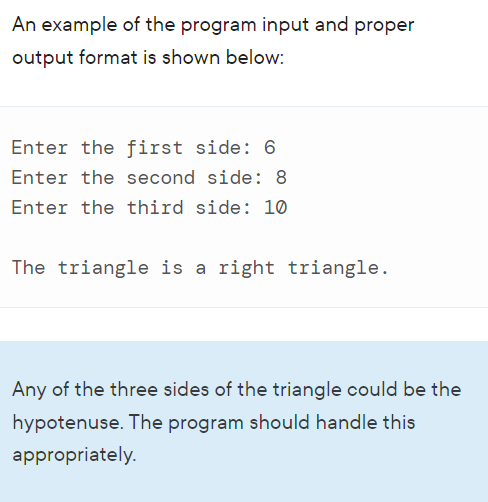 An example of the program input and proper
output format is shown below:
Enter the first side: 6
Enter the second side: 8
Enter the third side: 10
The triangle is a right triangle.
Any of the three sides of the triangle could be the
hypotenuse. The program should handle this
appropriately.